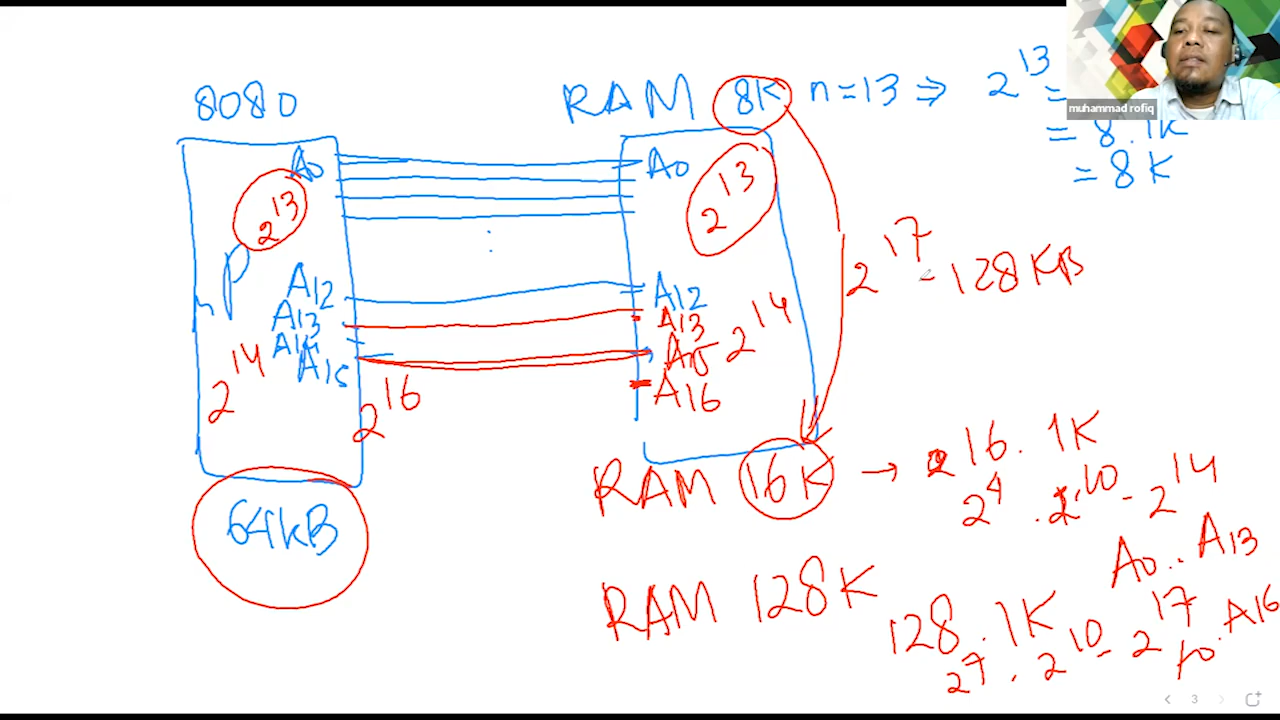 8080
RAM 8K n=13 ⇒ 2^13 =
muhammad rofiq
= 8.1K
= 8K
A0
A0
2^13
2^13
μP
2^17 = 128KB
A12
A12
A13
A13
A14
A15
A15
2^14
2^14
2^16
A16
64kB
RAM 16K → 16.1K
2^4 . 2^10 = 2^14
A0..A13
RAM 128K
128.1K
2^7 . 2^10 = 2^17
A0.A16
3